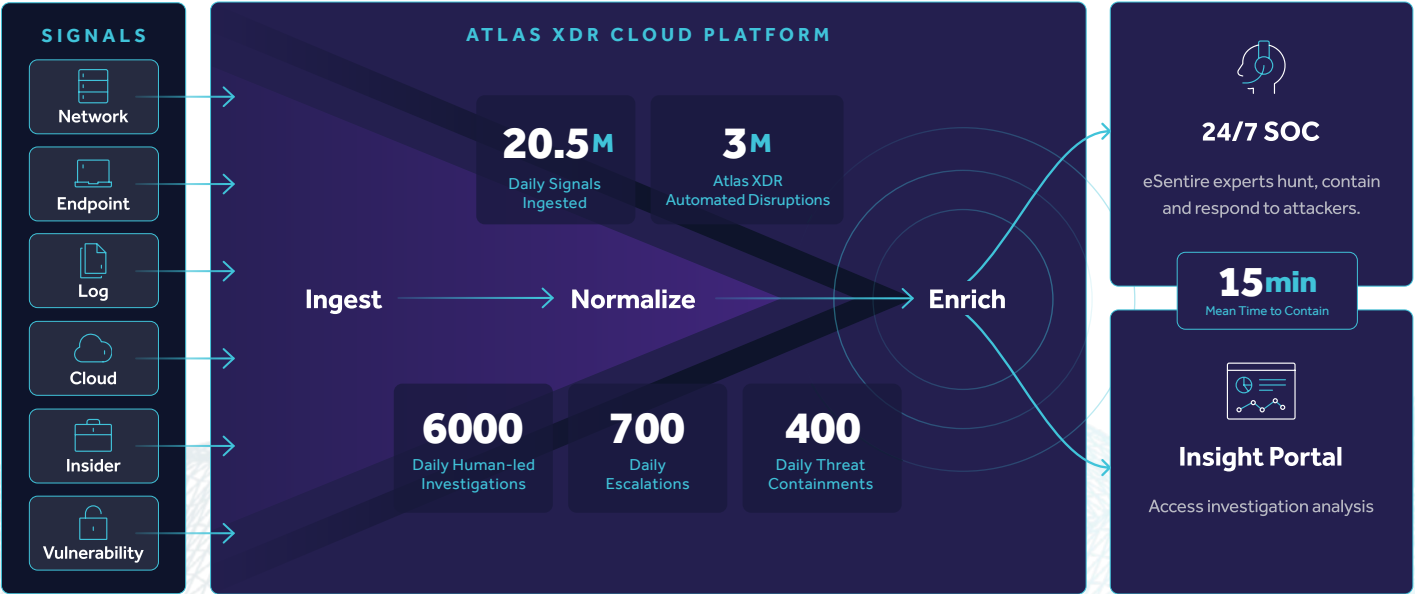 SIGNALS
Network
Endpoint
Log
Cloud
Insider
Vulnerability
ATLAS XDR CLOUD PLATFORM
20.5M
Daily Signals
Ingested
3M
Atlas XDR
Automated Disruptions
Ingest
Normalize
Enrich
6000
Daily Human-led
Investigations
700
Daily
Escalations
400
Daily Threat
Containments
24/7 SOC
eSentire experts hunt, contain
and respond to attackers.
15min
Mean Time to Contain
Insight Portal
Access investigation analysis